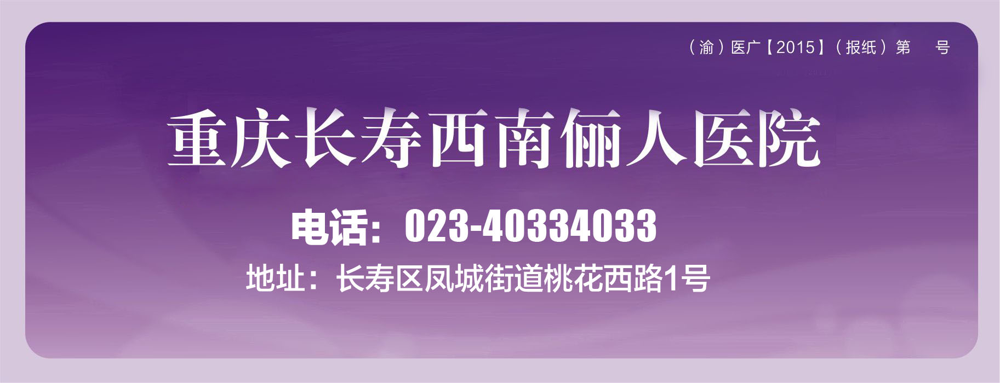 （渝）医广【2015】（报纸）第　号
重庆长寿西南俪人医院
电话：023-40334033
地址：长寿区凤城街道桃花西路1号